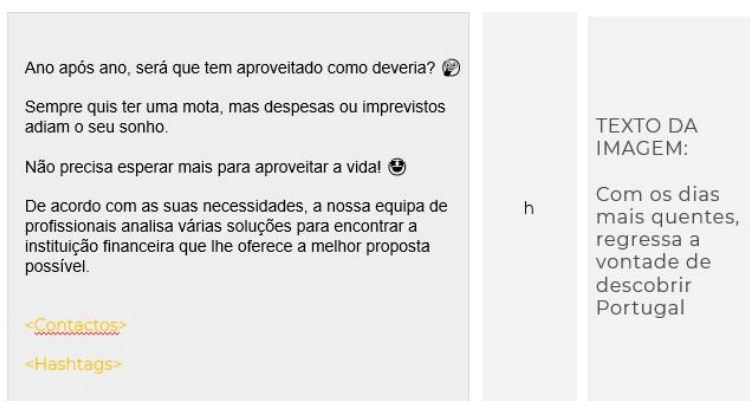 Ano após ano, será que tem aproveitado como deveria? 🤔
Sempre quis ter uma mota, mas despesas ou imprevistos
adiam o seu sonho.
Não precisa esperar mais para aproveitar a vida! 🤩
De acordo com as suas necessidades, a nossa equipa de
profissionais analisa várias soluções para encontrar a
instituição financeira que lhe oferece a melhor proposta
possível.
<Contactos>
<Hashtags>
h
TEXTO DA
IMAGEM:
Com os dias
mais quentes,
regressa a
vontade de
descobrir
Portugal